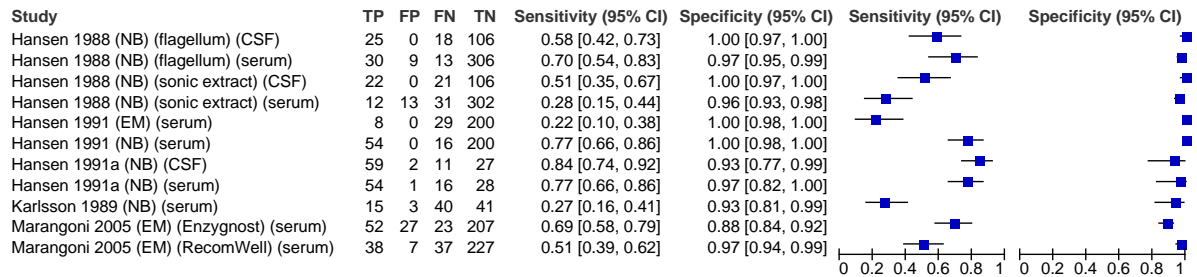 Study TP FP FN TN Sensitivity (95% CI) Specificity (95% CI) Sensitivity (95% CI) Specificity (95% CI)
Hansen 1988 (NB) (flagellum) (CSF) 25 0 18 106 0.58 [0.42, 0.73] 1.00 [0.97, 1.00]
Hansen 1988 (NB) (flagellum) (serum) 30 9 13 306 0.70 [0.54, 0.83] 0.97 [0.95, 0.99]
Hansen 1988 (NB) (sonic extract) (CSF) 22 0 21 106 0.51 [0.35, 0.67] 1.00 [0.97, 1.00]
Hansen 1988 (NB) (sonic extract) (serum) 12 13 31 302 0.28 [0.15, 0.44] 0.96 [0.93, 0.98]
Hansen 1991 (EM) (serum) 8 0 29 200 0.22 [0.10, 0.38] 1.00 [0.98, 1.00]
Hansen 1991 (NB) (serum) 54 0 16 200 0.77 [0.66, 0.86] 1.00 [0.98, 1.00]
Hansen 1991a (NB) (CSF) 59 2 11 27 0.84 [0.74, 0.92] 0.93 [0.77, 0.99]
Hansen 1991a (NB) (serum) 54 1 16 28 0.77 [0.66, 0.86] 0.97 [0.82, 1.00]
Karlsson 1989 (NB) (serum) 15 3 40 41 0.27 [0.16, 0.41] 0.93 [0.81, 0.99]
Marangoni 2005 (EM) (Enzygnost) (serum) 52 27 23 207 0.69 [0.58, 0.79] 0.88 [0.84, 0.92]
Marangoni 2005 (EM) (RecomWell) (serum) 38 7 37 227 0.51 [0.39, 0.62] 0.97 [0.94, 0.99]
0 0.2 0.4 0.6 0.8 1 0 0.2 0.4 0.6 0.8 1